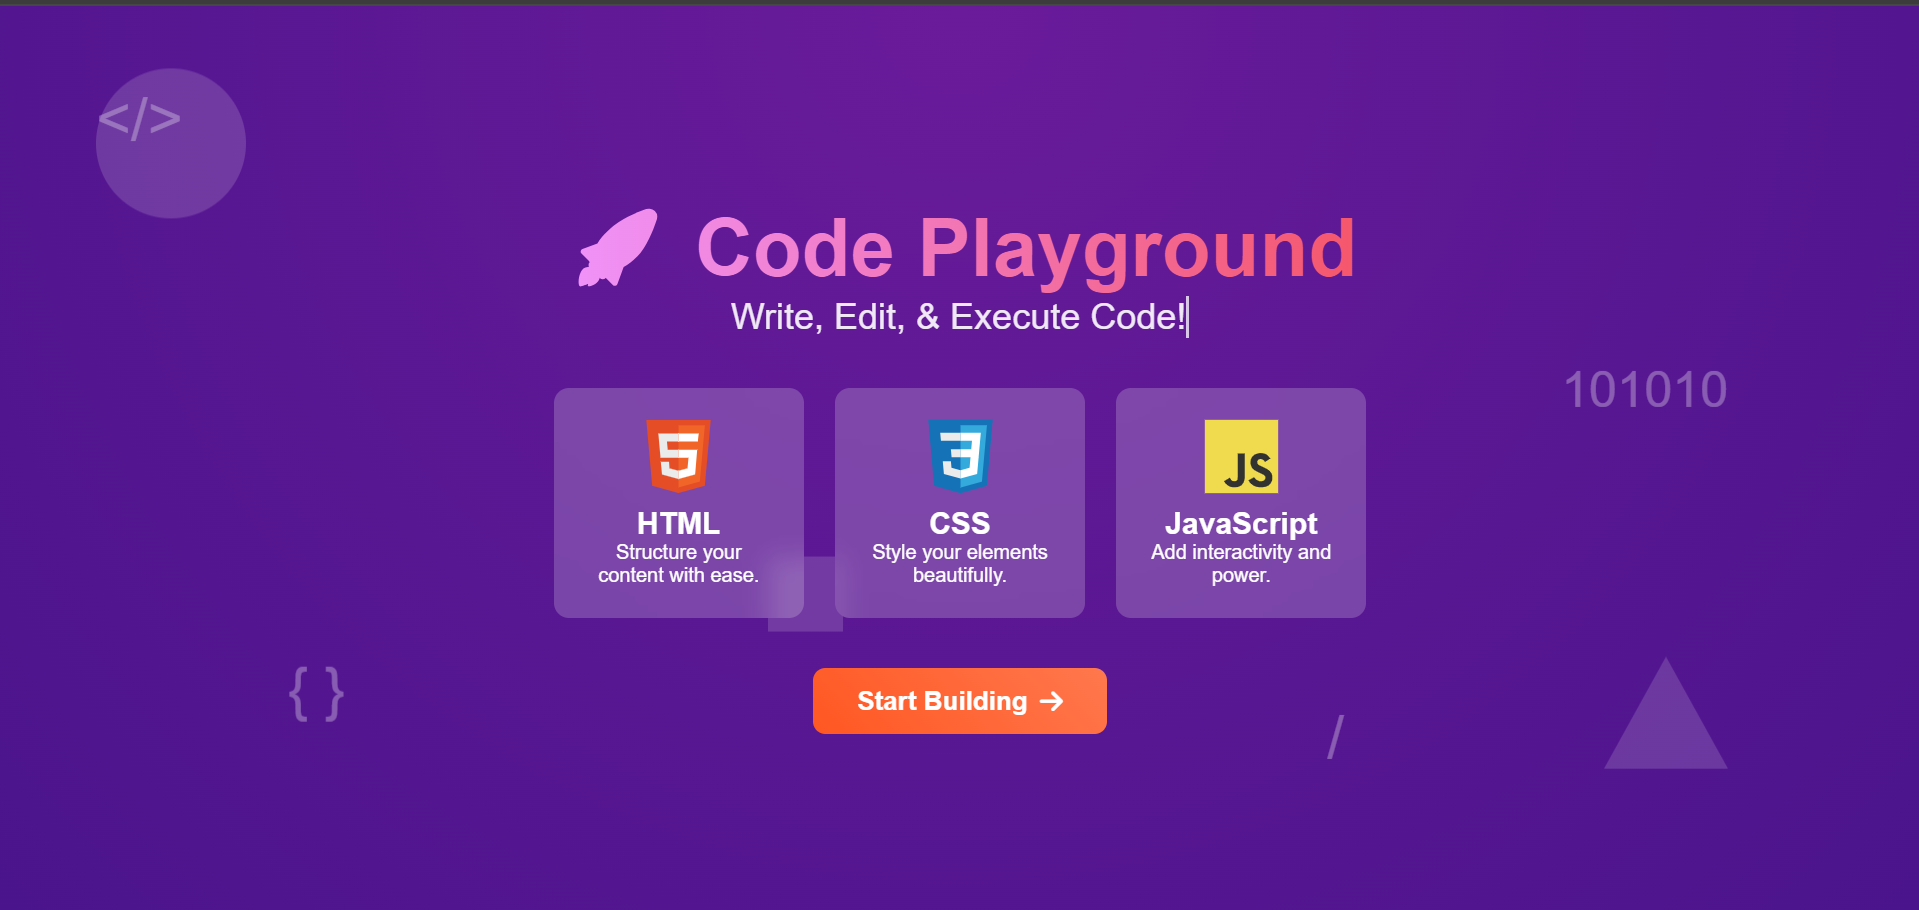 </>
Code Playground
Write, Edit, & Execute Code!
101010
5
HTML
Structure your
content with ease.
3
CSS
Style your elements
beautifully.
JS
JavaScript
Add interactivity and
power.
{ }
Start Building →
/